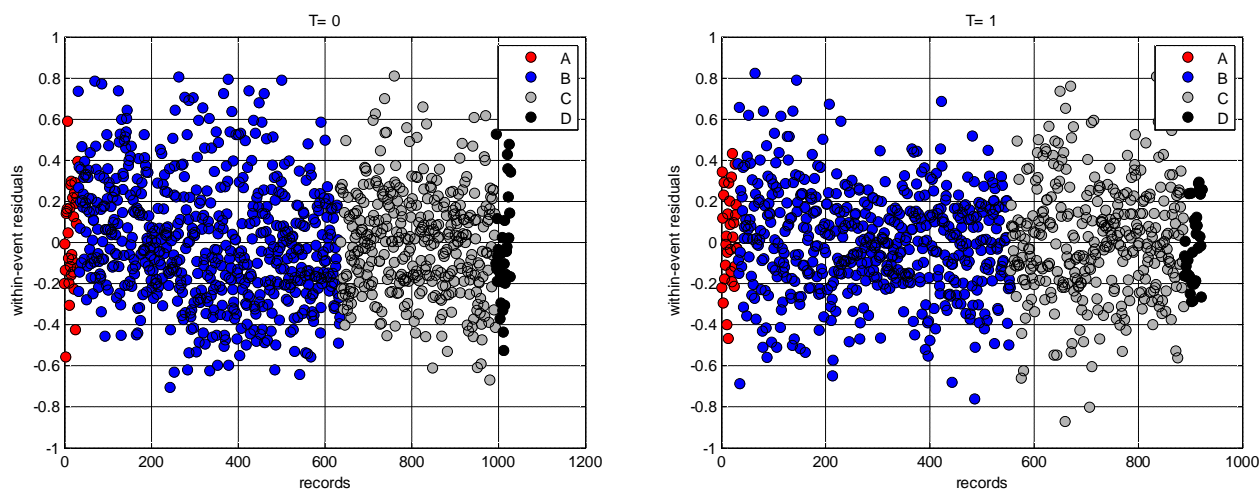 T= 0
1
0.8
0.6
0.4
0.2
0
-0.2
-0.4
-0.6
-0.8
-1
within-event residuals
0 200 400 600 800 1000 1200
records
A
B
C
D
T= 1
1
0.8
0.6
0.4
0.2
0
-0.2
-0.4
-0.6
-0.8
-1
within-event residuals
0 200 400 600 800 1000
records
A
B
C
D